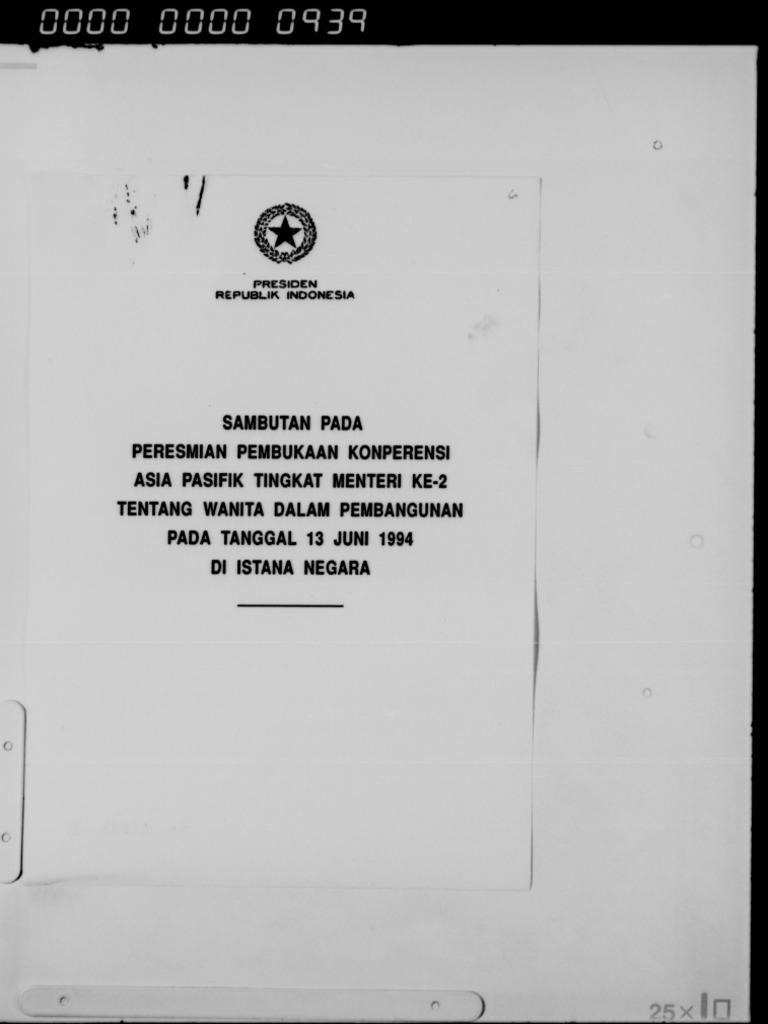 0000 0000 0939
6
PRESIDEN
REPUBLIK INDONESIA
SAMBUTAN PADA
PERESMIAN PEMBUKAAN KONPERENSI
ASIA PASIFIK TINGKAT MENTERI KE-2
TENTANG WANITA DALAM PEMBANGUNAN
PADA TANGGAL 13 JUNI 1994
DI ISTANA NEGARA
25×